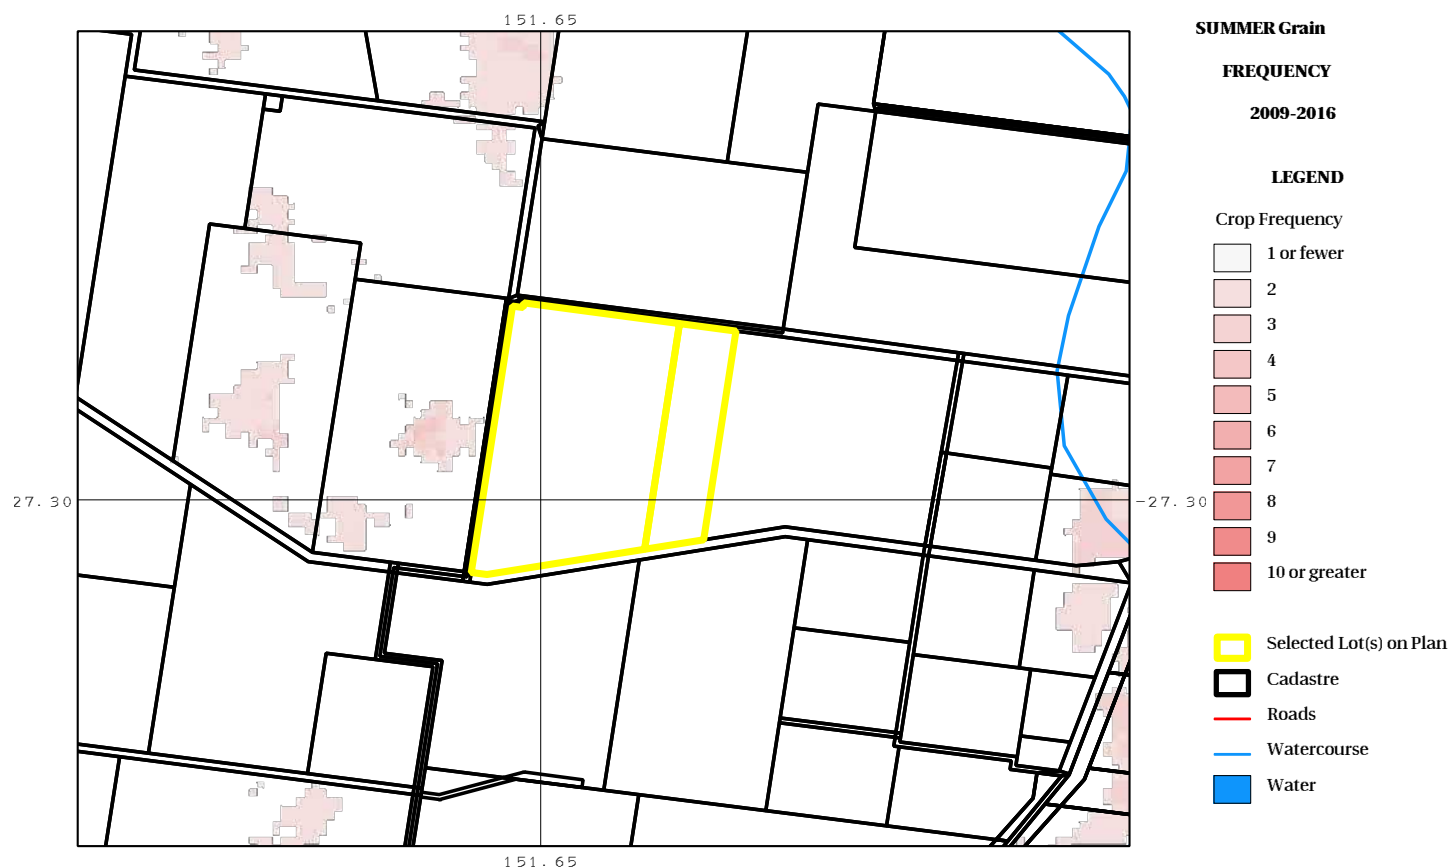 151.65
SUMMER Grain
FREQUENCY
2009-2016
LEGEND
Crop Frequency
1 or fewer
2
3
4
5
6
7
8
9
10 or greater
27.30
-27.30
Selected Lot(s) on Plan
Cadastre
Roads
Watercourse
Water
151.65